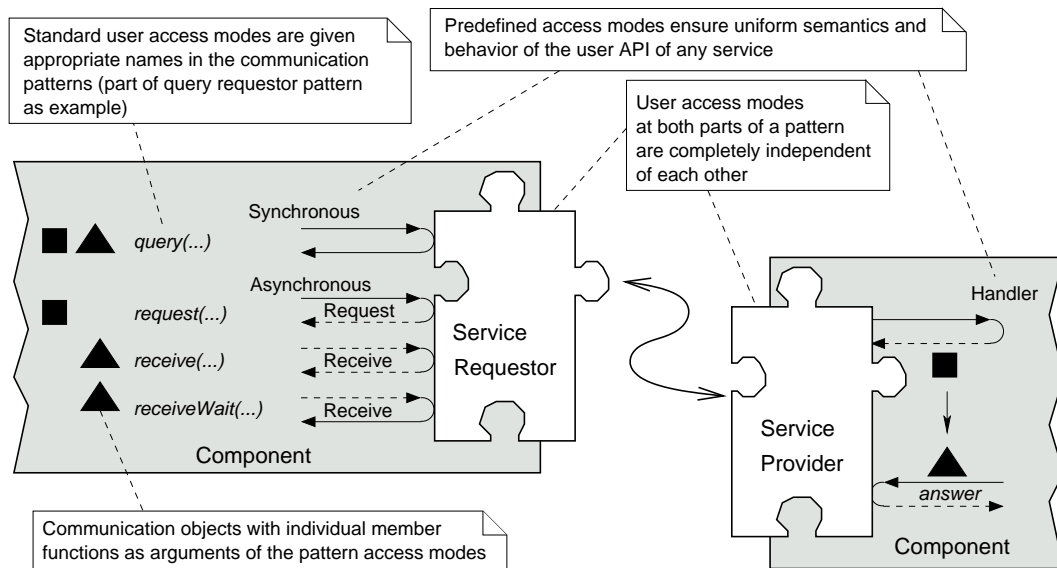 Standard user access modes are given
appropriate names in the communication
patterns (part of query requestor pattern
as example)
Predefined access modes ensure uniform semantics and
behavior of the user API of any service
User access modes
at both parts of a pattern
are completely independent
of each other
Synchronous
query(...)
Asynchronous
request(...)
Request
receive(...)
Receive
receiveWait(...)
Receive
Service
Requestor
Component
Handler
Service
Provider
answer
Component
Communication objects with individual member
functions as arguments of the pattern access modes